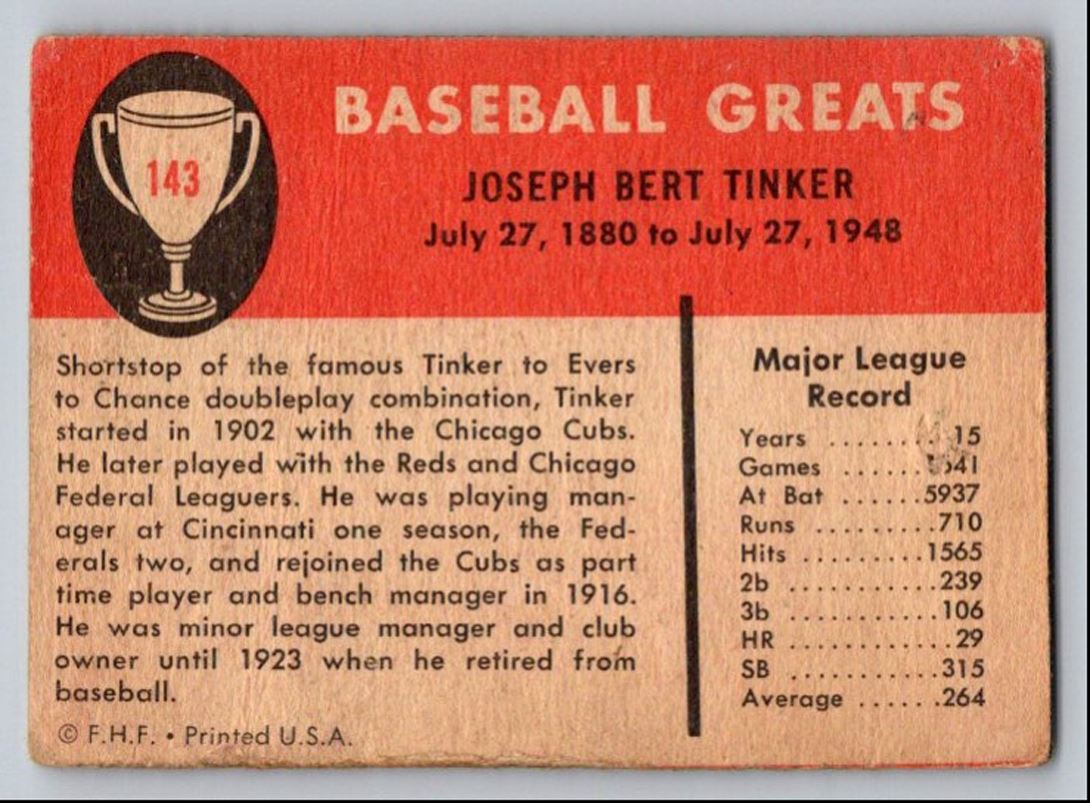 143
BASEBALL GREATS
JOSEPH BERT TINKER
July 27, 1880 to July 27, 1948
Shortstop of the famous Tinker to Evers
to Chance doubleplay combination, Tinker
started in 1902 with the Chicago Cubs.
He later played with the Reds and Chicago
Federal Leaguers. He was playing man-
ager at Cincinnati one season, the Fed-
erals two, and rejoined the Cubs as part
time player and bench manager in 1916.
He was minor league manager and club
owner until 1923 when he retired from
baseball.
© F.H.F. • Printed U.S.A.
Major League
Record
Years ........15
Games
At Bat ......5937
Runs .........710
Hits .........1565
2b ...........239
3b ...........106
HR ............29
SB ...........315
Average ......264